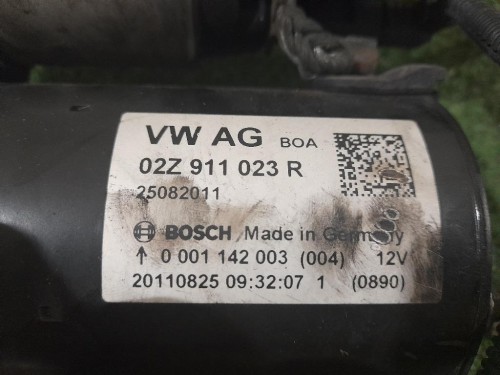 VW AG BOA
02Z 911 023 R
25082011
BOSCH Made in Germany
↑ 0 001 142 003 (004) 12V
20110825 09:32:07 1 (0890)